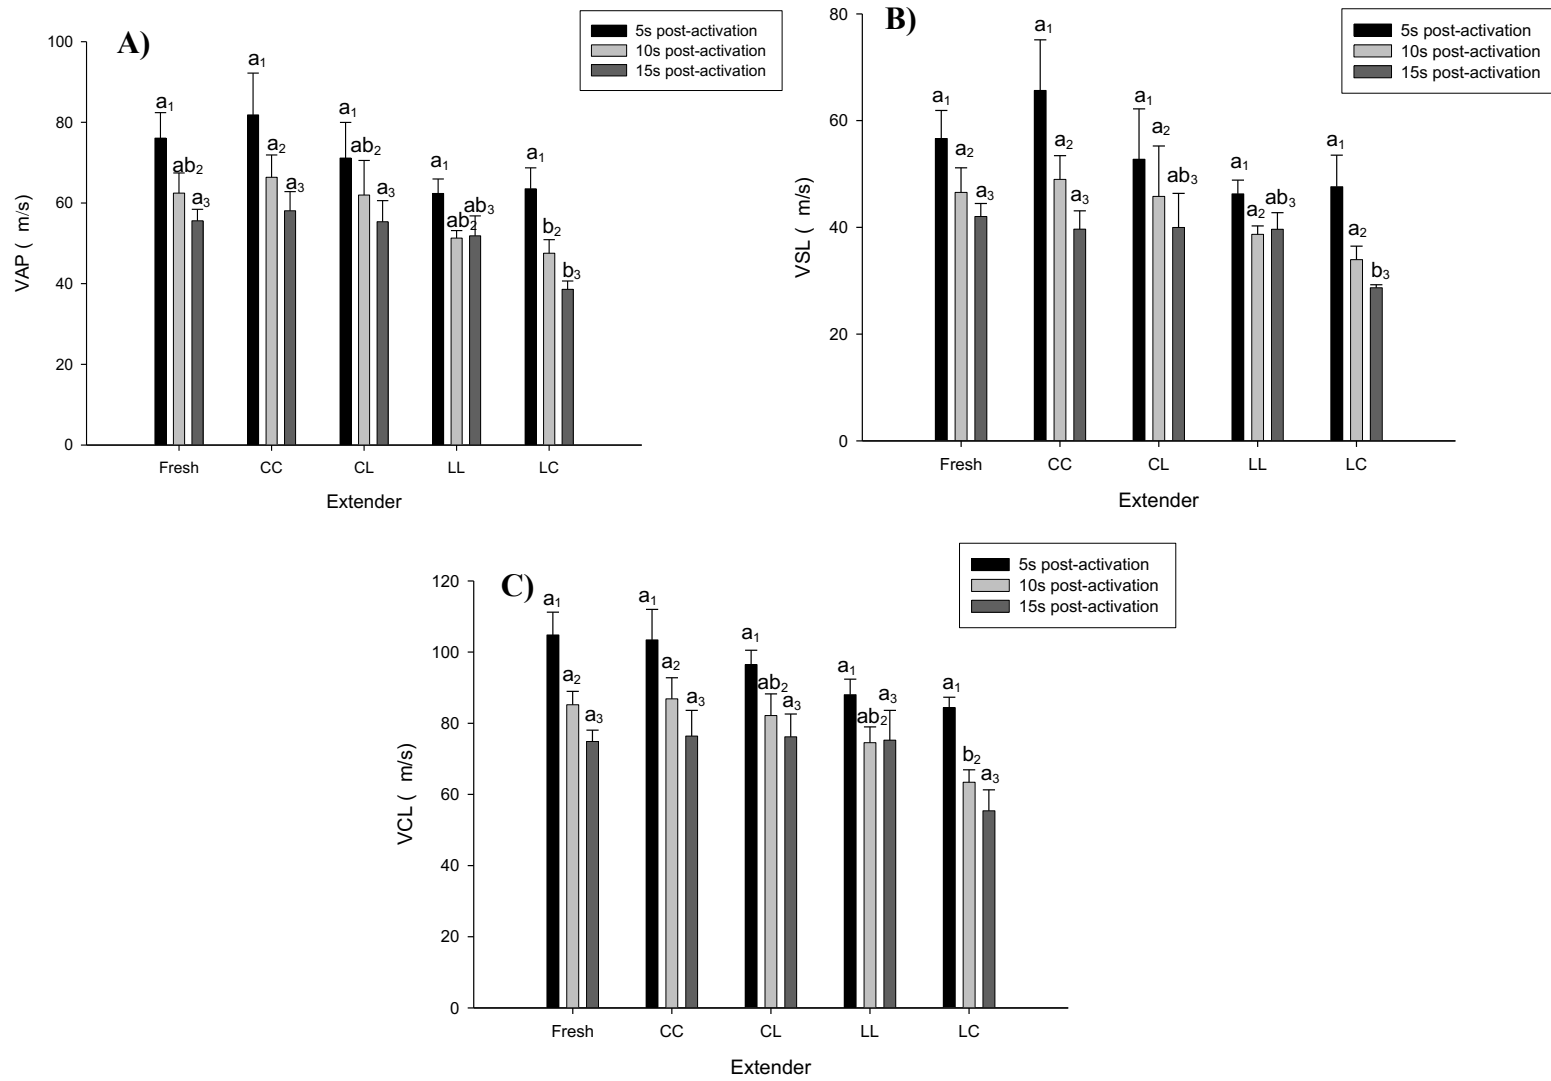 A)
5s post-activation
10s post-activation
15s post-activation
100
80
60
40
20
0
VAP ( m/s)
a1
ab2
a3
a1
a2
a3
a1
ab2
a3
a1
ab2
ab3
a1
b2
b3
Fresh CC CL LL LC
Extender
B)
5s post-activation
10s post-activation
15s post-activation
80
60
40
20
0
VSL ( m/s)
a1
a2
a3
a1
a2
a3
a1
a2
ab3
a1
a2
ab3
a1
a2
b3
Fresh CC CL LL LC
Extender
C)
5s post-activation
10s post-activation
15s post-activation
120
100
80
60
40
20
0
VCL ( m/s)
a1
a2
a3
a1
a2
a3
a1
ab2
a3
a1
ab2
a3
a1
b2
a3
Fresh CC CL LL LC
Extender